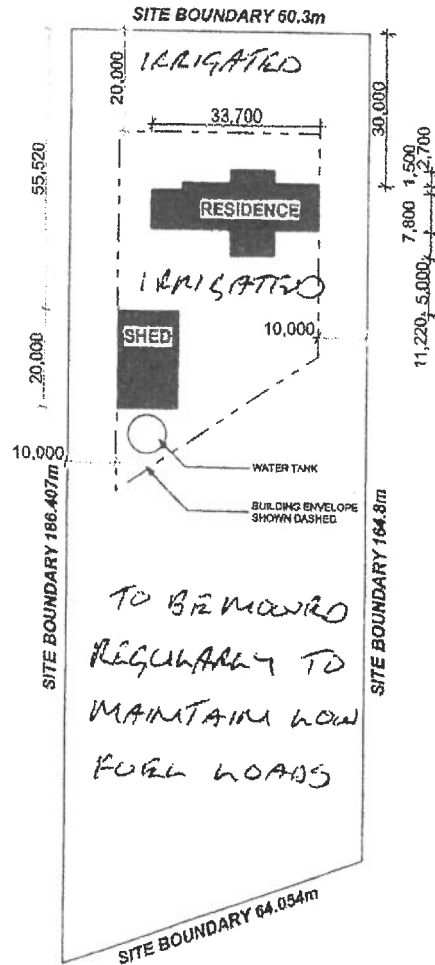 SITE BOUNDARY 60.3m
IRRIGATED
20,000
33,700
30,000
55,520
1,500
2,700
RESIDENCE
7,800
IRRIGATED
5,000
11,220
SHED
10,000
20,000
10,000
WATER TANK
BUILDING ENVELOPE
SHOWN DASHED
SITE BOUNDARY 186.407m
SITE BOUNDARY 164.8m
TO BE MOWED
REGULARLY TO
MAINTAIN LOW
FUEL LOADS
SITE BOUNDARY 64.054m